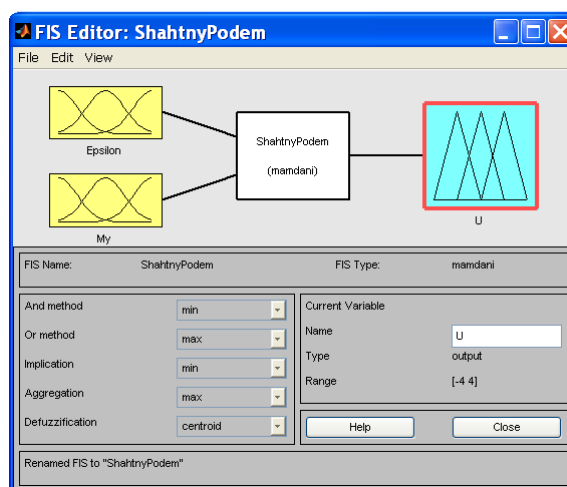 FIS Editor: ShahtnyPodem
File Edit View
Epsilon
My
ShahtnyPodem
(mamdani)
U
FIS Name: ShahtnyPodem FIS Type: mamdani
And method min
Or method max
Implication min
Aggregation max
Defuzzification centroid
Current Variable
Name U
Type output
Range [-4 4]
Help Close
Renamed FIS to "ShahtnyPodem"